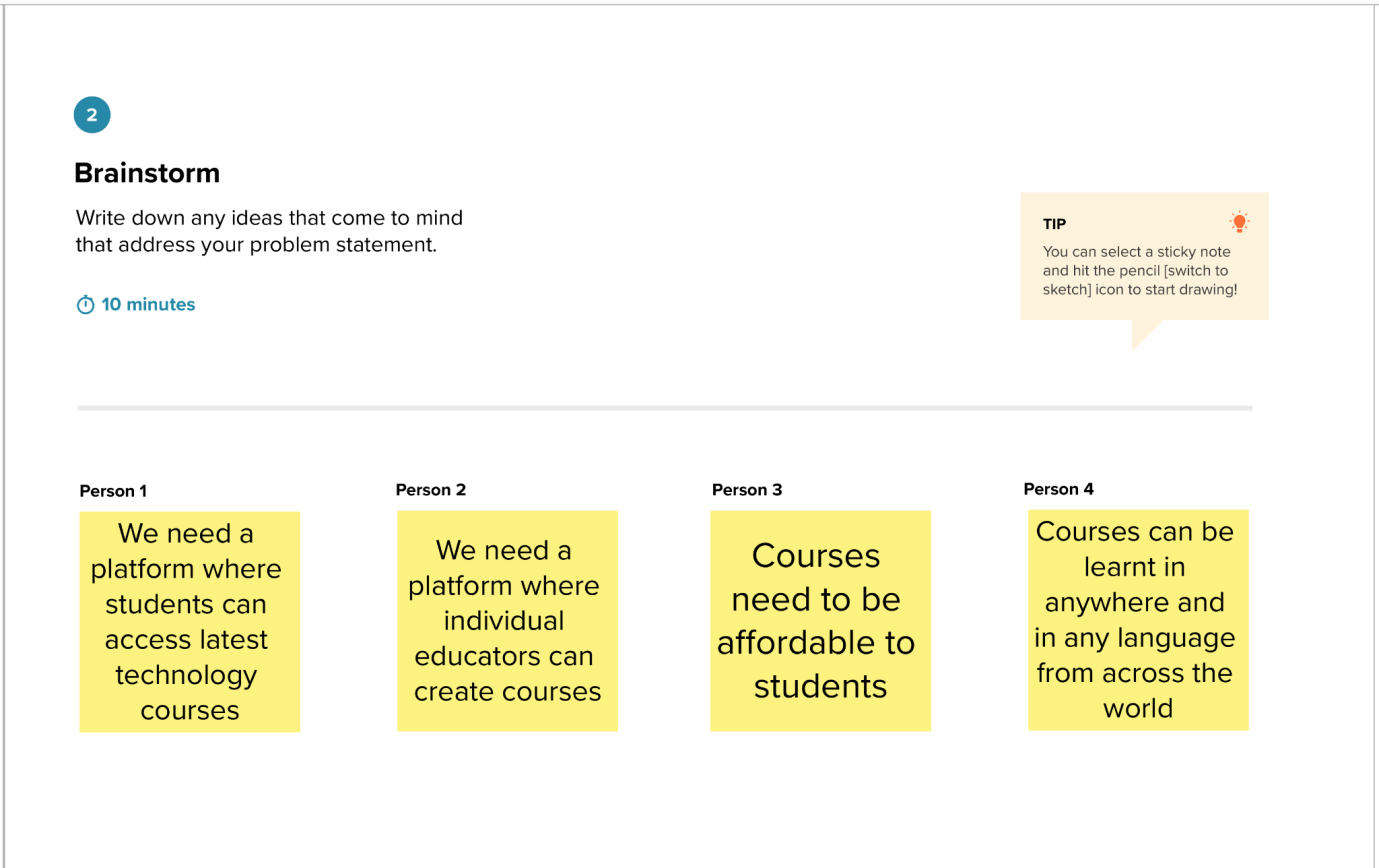 2
Brainstorm
Write down any ideas that come to mind
that address your problem statement.
10 minutes
TIP
You can select a sticky note
and hit the pencil [switch to
sketch] icon to start drawing!
Person 1
We need a
platform where
students can
access latest
technology
courses
Person 2
We need a
platform where
individual
educators can
create courses
Person 3
Courses
need to be
affordable to
students
Person 4
Courses can be
learnt in
anywhere and
in any language
from across the
world